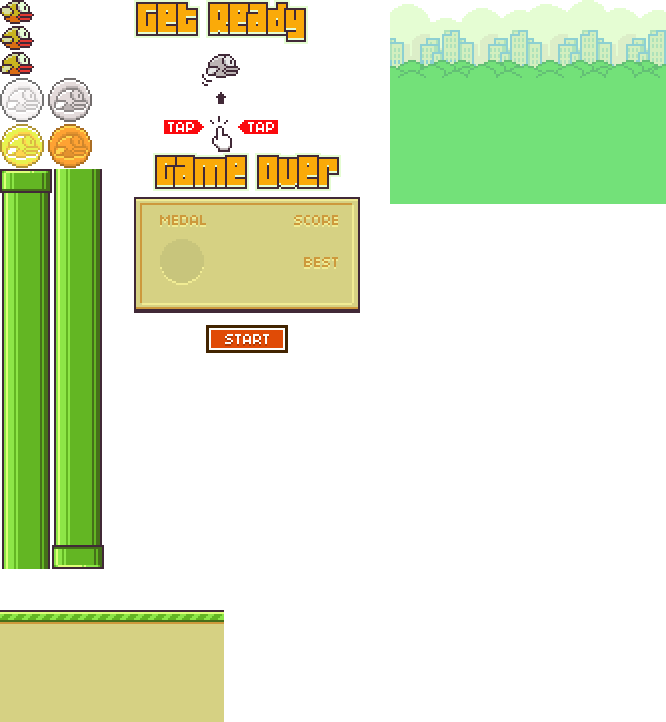 Get Ready
TAP TAP
Game Over
MEDAL SCORE
BEST
START